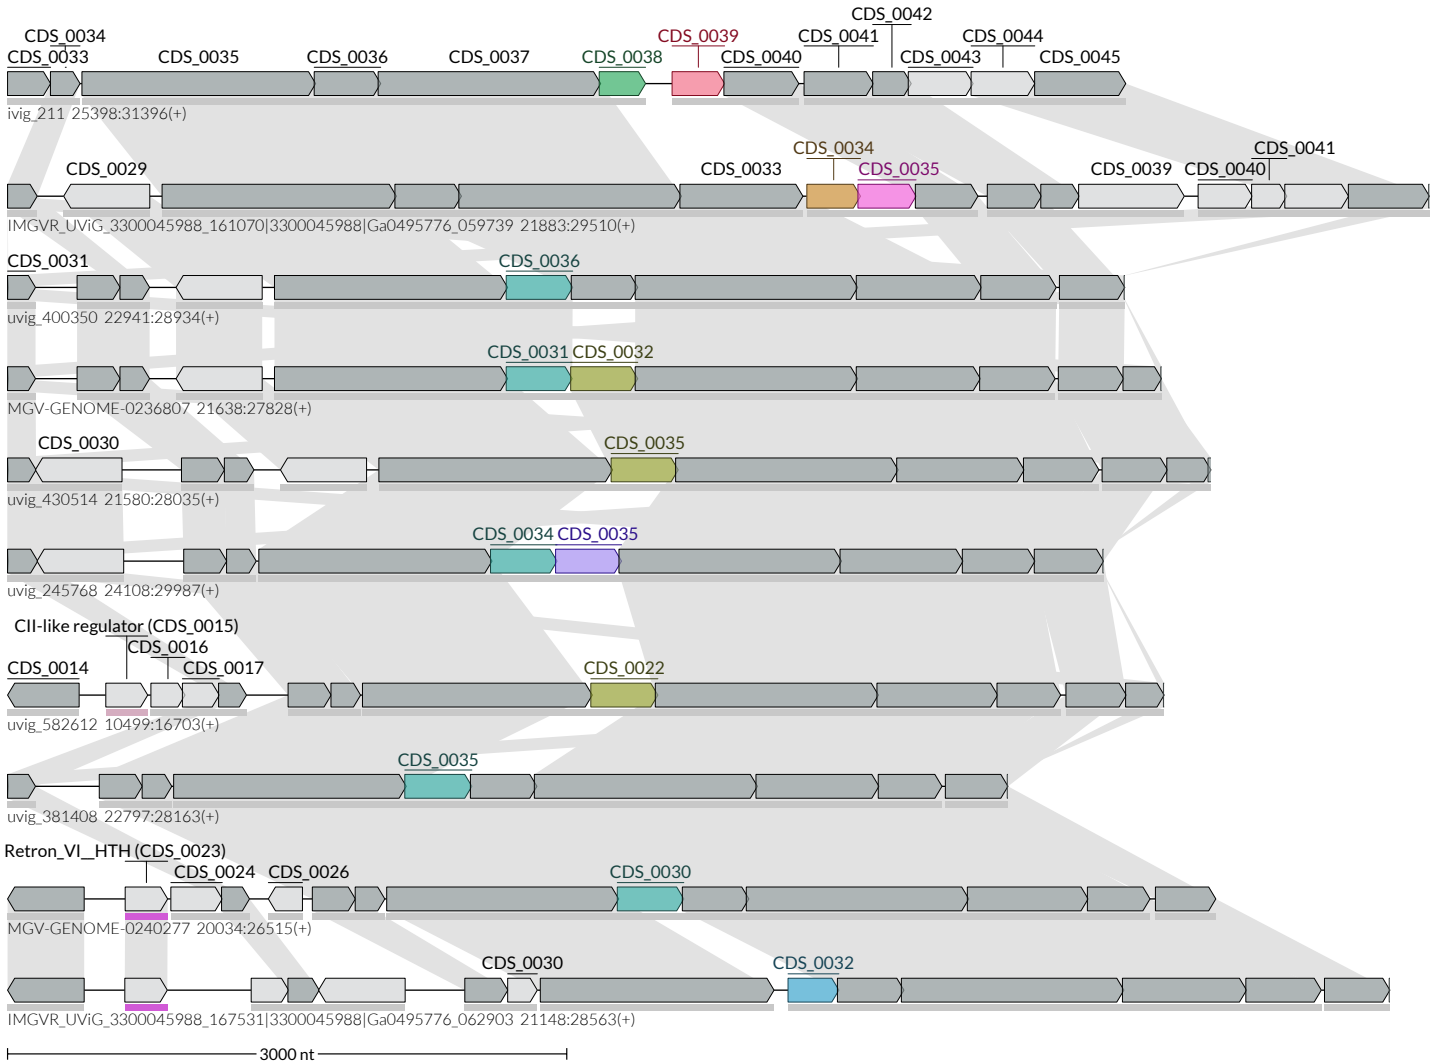 CDS_0042
CDS_0034 CDS_0039 CDS_0041 CDS_0044
CDS_0033 CDS_0035 CDS_0036 CDS_0037 CDS_0038 CDS_0040 CDS_0043 CDS_0045
ivig_211 25398:31396(+)
CDS_0034 CDS_0041
CDS_0029 CDS_0033 CDS_0035 CDS_0039 CDS_0040
IMGVR_UViG_3300045988_161070|3300045988|Ga0495776_059739 21883:29510(+)
CDS_0031 CDS_0036
uvig_400350 22941:28934(+)
CDS_0031 CDS_0032
MGV-GENOME-0236807 21638:27828(+)
CDS_0030 CDS_0035
uvig_430514 21580:28035(+)
CDS_0034 CDS_0035
uvig_245768 24108:29987(+)
CII-like regulator (CDS_0015)
CDS_0016
CDS_0014 CDS_0017 CDS_0022
uvig_582612 10499:16703(+)
CDS_0035
uvig_381408 22797:28163(+)
Retron_VI__HTH (CDS_0023)
CDS_0024 CDS_0026 CDS_0030
MGV-GENOME-0240277 20034:26515(+)
CDS_0030 CDS_0032
IMGVR_UViG_3300045988_167531|3300045988|Ga0495776_062903 21148:28563(+)
3000 nt